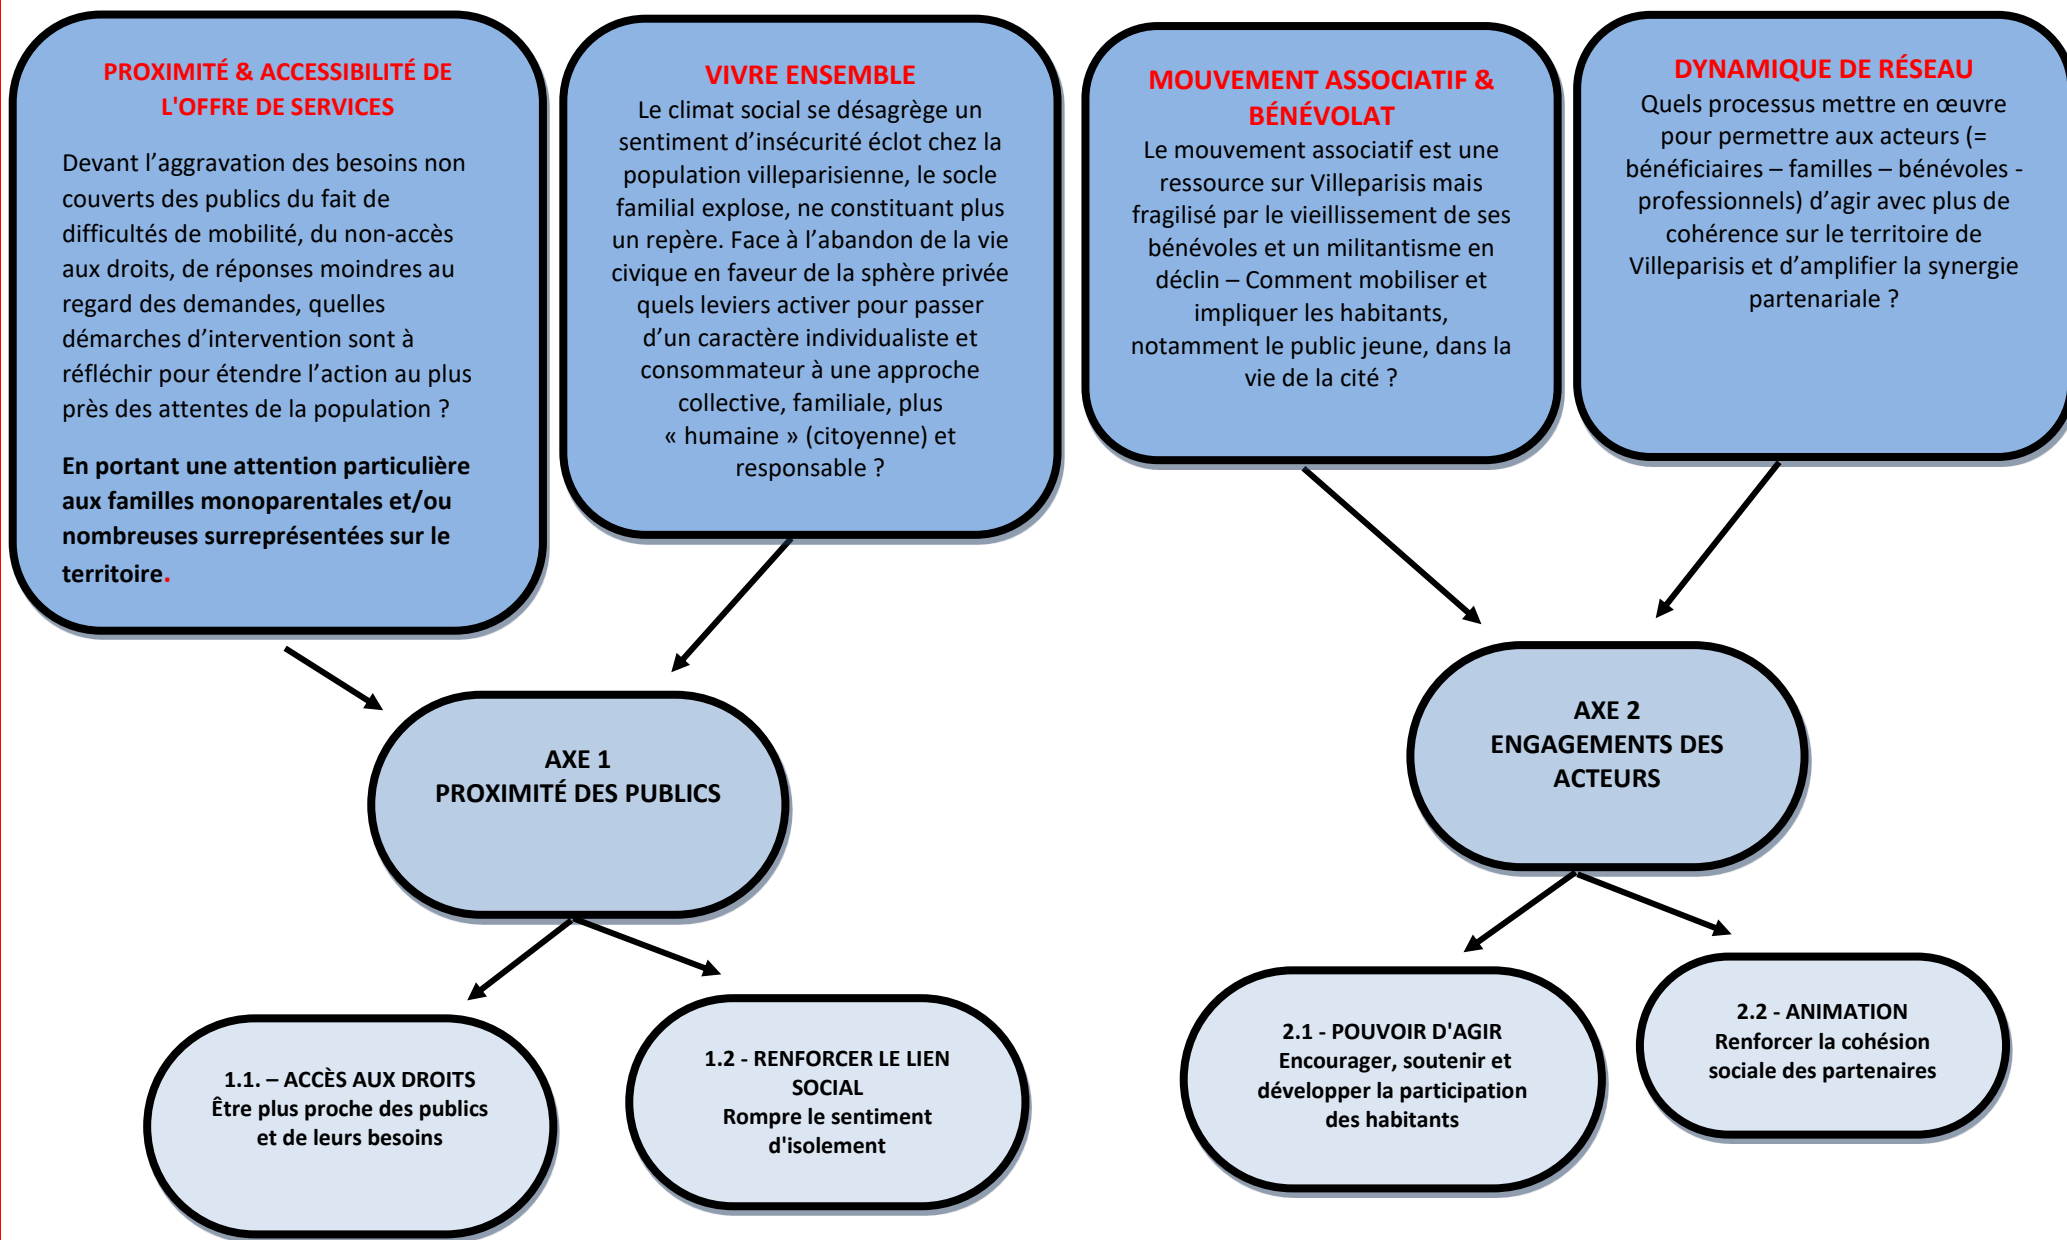 PROXIMITÉ & ACCESSIBILITÉ DE
L'OFFRE DE SERVICES
Devant l’aggravation des besoins non
couverts des publics du fait de
difficultés de mobilité, du non-accès
aux droits, de réponses moindres au
regard des demandes, quelles
démarches d’intervention sont à
réfléchir pour étendre l’action au plus
près des attentes de la population ?
En portant une attention particulière
aux familles monoparentales et/ou
nombreuses surreprésentées sur le
territoire.
VIVRE ENSEMBLE
Le climat social se désagrège un
sentiment d’insécurité éclot chez la
population villeparisienne, le socle
familial explose, ne constituant plus
un repère. Face à l’abandon de la vie
civique en faveur de la sphère privée
quels leviers activer pour passer
d’un caractère individualiste et
consommateur à une approche
collective, familiale, plus
« humaine » (citoyenne) et
responsable ?
MOUVEMENT ASSOCIATIF &
BÉNÉVOLAT
Le mouvement associatif est une
ressource sur Villeparisis mais
fragilisé par le vieillissement de ses
bénévoles et un militantisme en
déclin – Comment mobiliser et
impliquer les habitants,
notamment le public jeune, dans la
vie de la cité ?
DYNAMIQUE DE RÉSEAU
Quels processus mettre en œuvre
pour permettre aux acteurs (=
bénéficiaires – familles – bénévoles -
professionnels) d’agir avec plus de
cohérence sur le territoire de
Villeparisis et d’amplifier la synergie
partenariale ?
AXE 1
PROXIMITÉ DES PUBLICS
AXE 2
ENGAGEMENTS DES
ACTEURS
1.1. – ACCÈS AUX DROITS
Être plus proche des publics
et de leurs besoins
1.2 - RENFORCER LE LIEN
SOCIAL
Rompre le sentiment
d'isolement
2.1 - POUVOIR D'AGIR
Encourager, soutenir et
développer la participation
des habitants
2.2 - ANIMATION
Renforcer la cohésion
sociale des partenaires